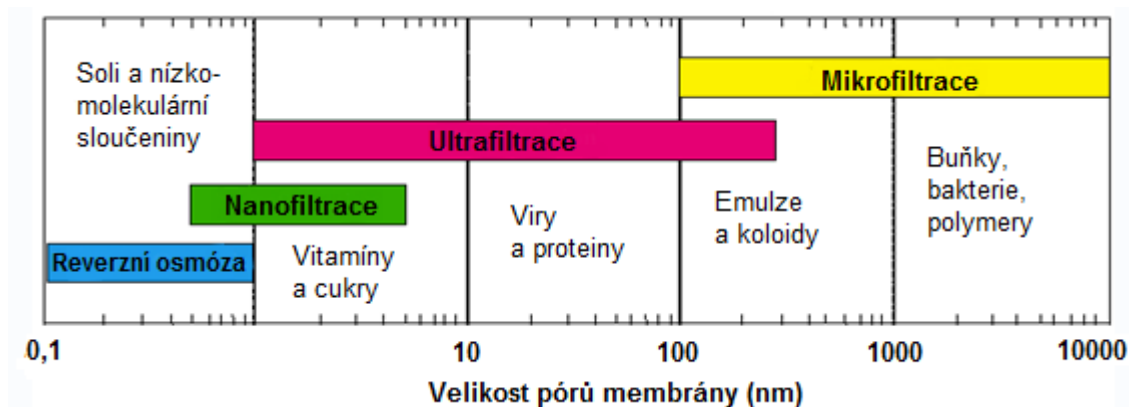 Soli a nízko-
molekulární
sloučeniny
Mikrofiltrace
Ultrafiltrace
Buňky,
bakterie,
polymery
Nanofiltrace
Viry
a proteiny
Emulze
a koloidy
Reverzní osmóza
Vitamíny
a cukry
0,1 10 100 1000 10000
Velikost pórů membrány (nm)